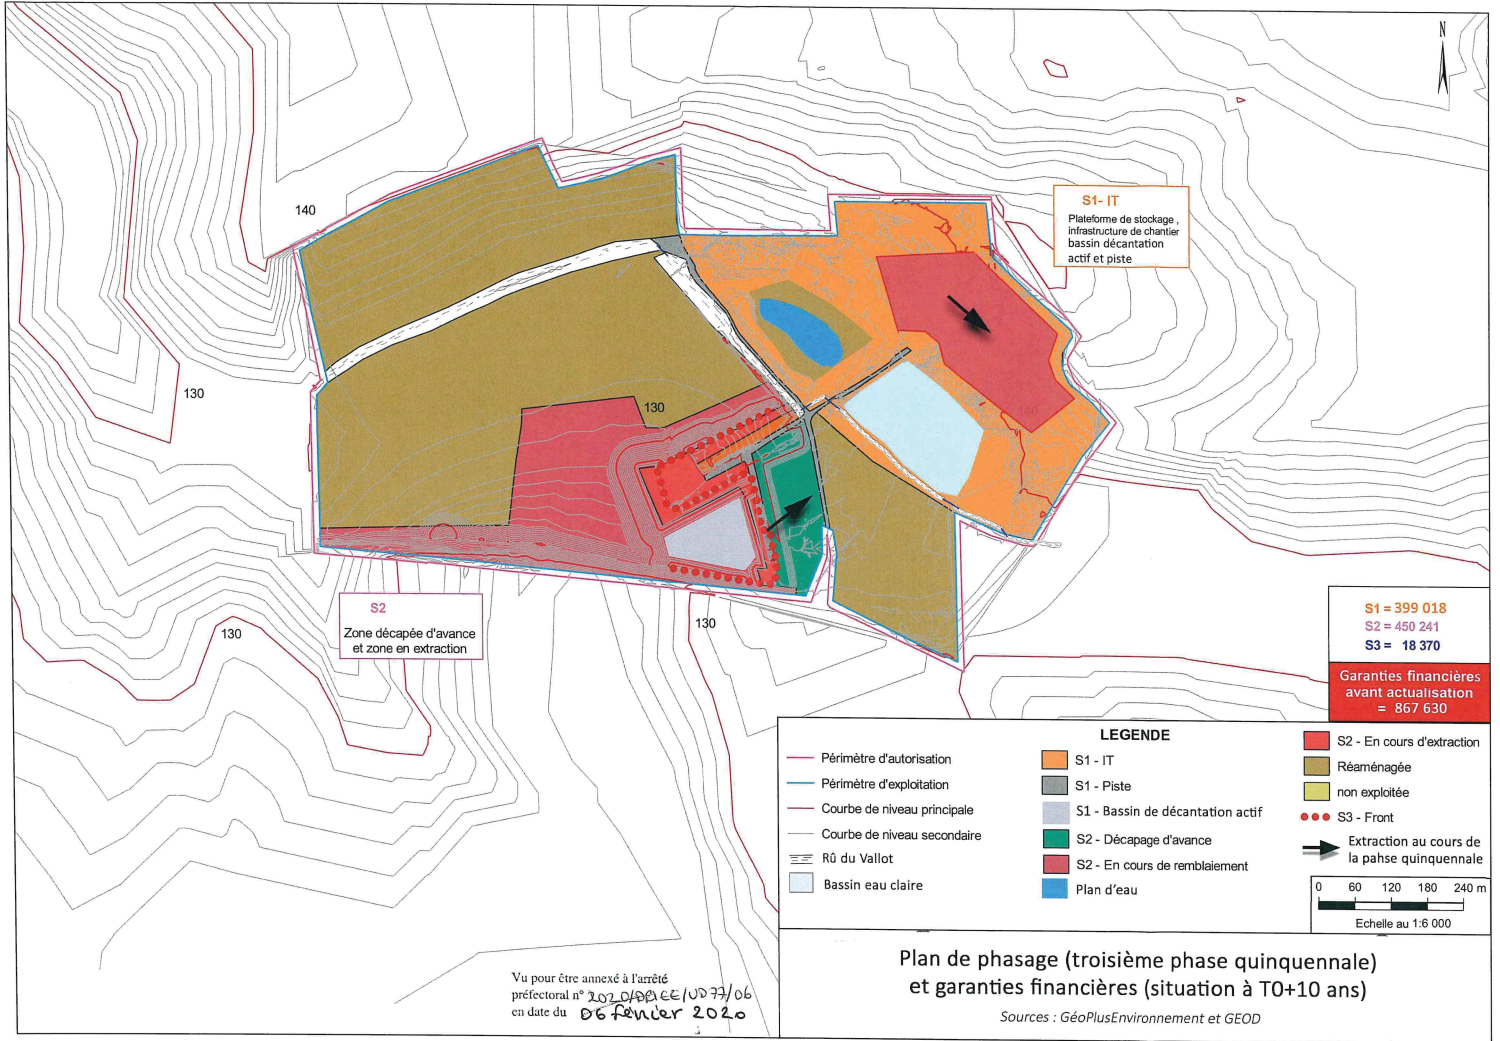 N
S1- IT
Plateforme de stockage ,
infrastructure de chantier
bassin décantation
actif et piste
140
130
130
S2
Zone décapée d'avance
et zone en extraction
130
130
S1 = 399 018
S2 = 450 241
S3 = 18 370
Garanties financières
avant actualisation
= 867 630
LEGENDE
Périmètre d'autorisation
Périmètre d'exploitation
Courbe de niveau principale
Courbe de niveau secondaire
Rû du Vallot
Bassin eau claire
S1 - IT
S1 - Piste
S1 - Bassin de décantation actif
S2 - Décapage d'avance
S2 - En cours de remblaiement
Plan d'eau
S2 - En cours d'extraction
Réaménagée
non exploitée
S3 - Front
Extraction au cours de
la pahse quinquennale
0 60 120 180 240 m
Echelle au 1:6 000
Plan de phasage (troisième phase quinquennale)
et garanties financières (situation à T0+10 ans)
Sources : GéoPlusEnvironnement et GEOD
Vu pour être annexé à l'arrêté
préfectoral n° 2020/DRIEE/UD77/06
en date du 06 février 2020